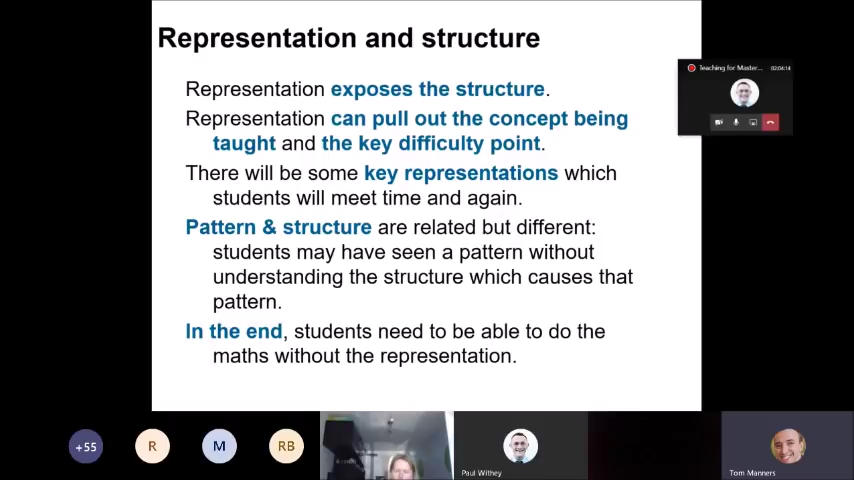 Representation and structure
Representation exposes the structure.
Representation can pull out the concept being
taught and the key difficulty point.
There will be some key representations which
students will meet time and again.
Pattern & structure are related but different:
students may have seen a pattern without
understanding the structure which causes that
pattern.
In the end, students need to be able to do the
maths without the representation.
Teaching for Master... 02:04:14
+55
R
M
RB
Paul Withey
Tom Manners